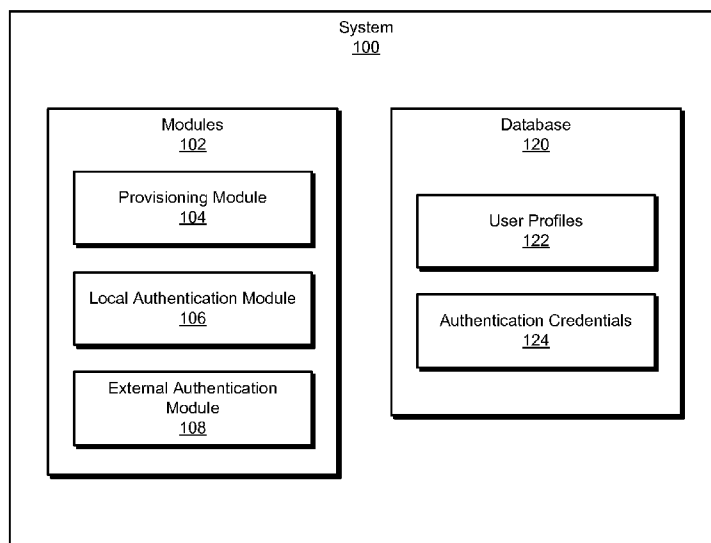 System
100
Modules
102
Provisioning Module
104
Local Authentication Module
106
External Authentication
Module
108
Database
120
User Profiles
122
Authentication Credentials
124